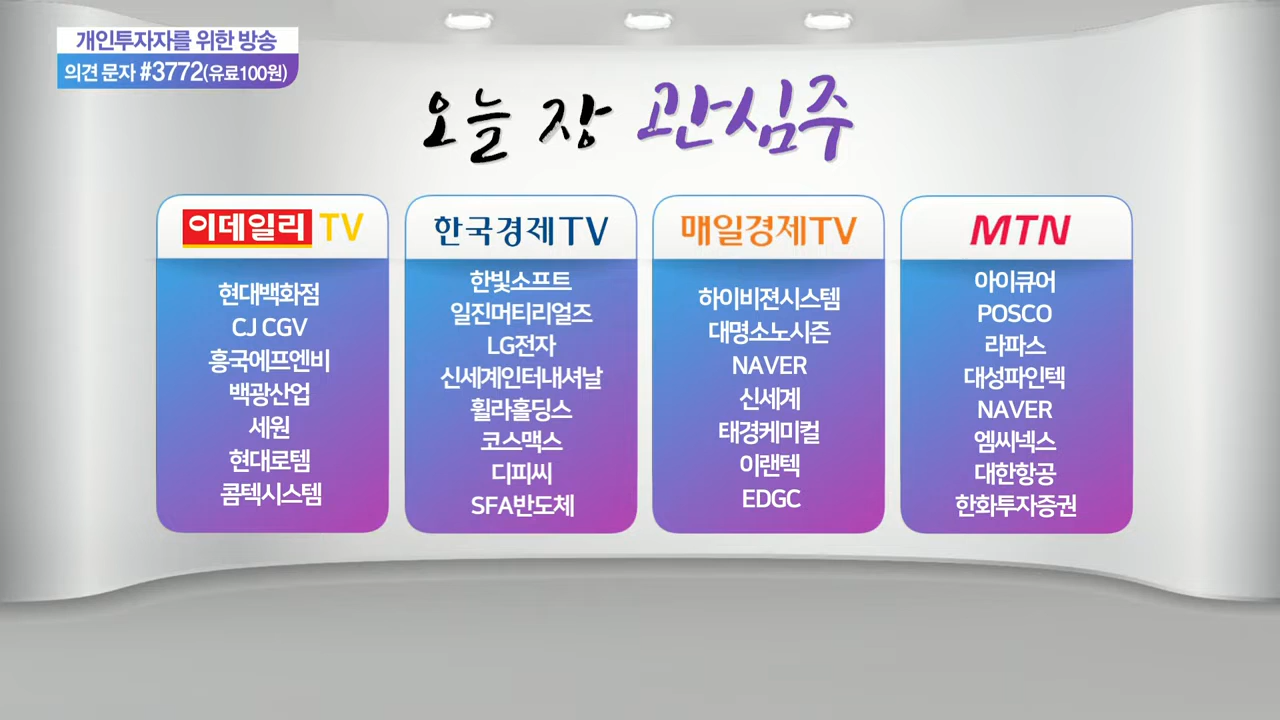 개인투자자를 위한 방송
의견 문자 #3772(유료100원)
오늘 장 관심주
이데일리 TV
현대백화점
CJ CGV
흥국에프엔비
백광산업
세원
현대로템
콤텍시스템
한국경제TV
한빛소프트
일진머티리얼즈
LG전자
신세계인터내셔날
휠라홀딩스
코스맥스
디피씨
SFA반도체
매일경제TV
하이비젼시스템
대명소노시즌
NAVER
신세계
태경케미컬
이랜텍
EDGC
MTN
아이큐어
POSCO
라파스
대성파인텍
NAVER
엠씨넥스
대한항공
한화투자증권